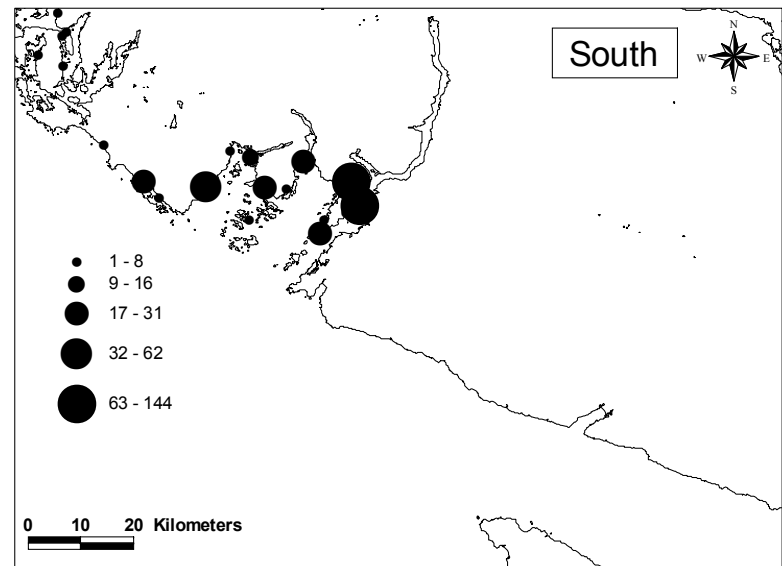 South
N
W E
S
1 - 8
9 - 16
17 - 31
32 - 62
63 - 144
0 10 20 Kilometers